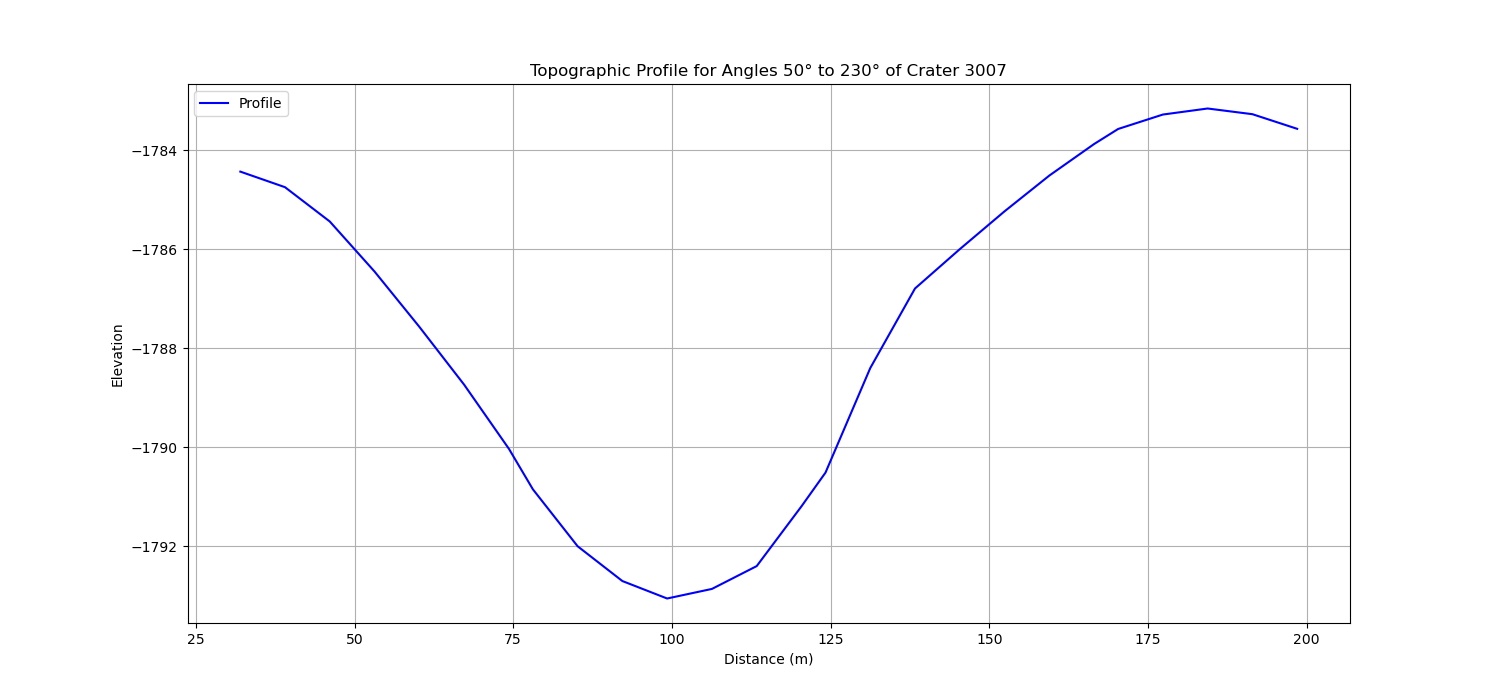 Topographic Profile for Angles 50° to 230° of Crater 3007
Profile
−1784
−1786
−1788
−1790
−1792
Elevation
25 50 75 100 125 150 175 200
Distance (m)